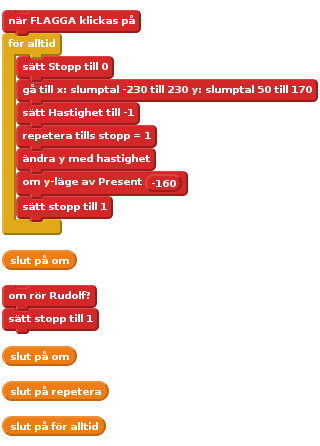 när FLAGGA klickas på
för alltid
sätt Stopp till 0
gå till x: slumptal -230 till 230 y: slumptal 50 till 170
sätt Hastighet till -1
repetera tills stopp = 1
ändra y med hastighet
om y-läge av Present -160
sätt stopp till 1
slut på om
om rör Rudolf?
sätt stopp till 1
slut på om
slut på repetera
slut på för alltid